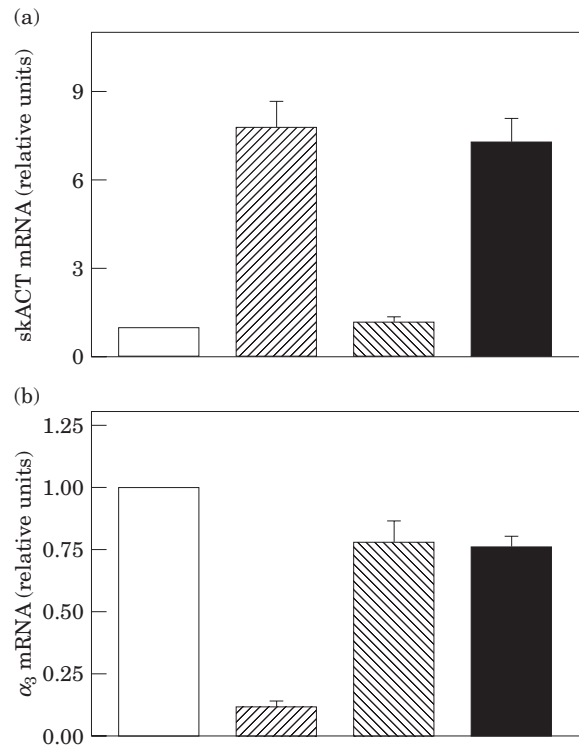 (a)
skACT mRNA (relative units)
9
6
3
0
(b)
α₃ mRNA (relative units)
1.25
1.00
0.75
0.50
0.25
0.00